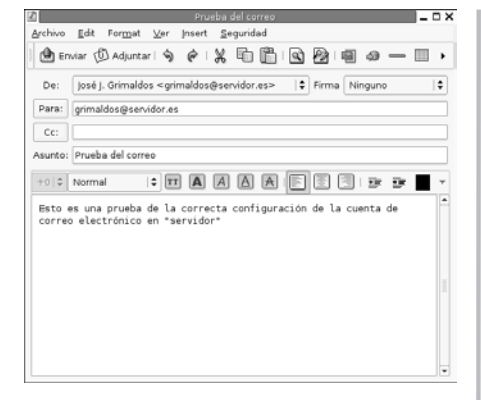 Prueba del correo
Archivo Edit Format Ver Insert Seguridad
Enviar Adjuntar
De: José J. Grimaldos <grimaldos@servidor.es> Firma Ninguno
Para: grimaldos@servidor.es
Cc:
Asunto: Prueba del correo
+0 Normal TT A A A A
Esto es una prueba de la correcta configuración de la cuenta de
correo electrónico en "servidor"